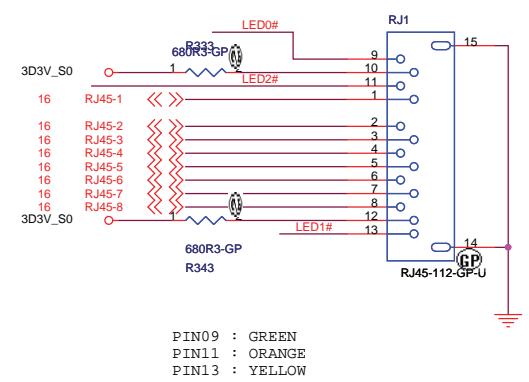 LED0#
RJ1
R333
680R3-GP
15
9
3D3V_S0
1
2
10
LED2#
11
16 RJ45-1
1
16 RJ45-2
2
16 RJ45-3
3
16 RJ45-4
4
16 RJ45-5
5
16 RJ45-6
6
16 RJ45-7
7
16 RJ45-8
8
3D3V_S0
1
2
12
LED1#
13
14
680R3-GP
GP
R343
RJ45-112-GP-U
PIN09 : GREEN
PIN11 : ORANGE
PIN13 : YELLOW